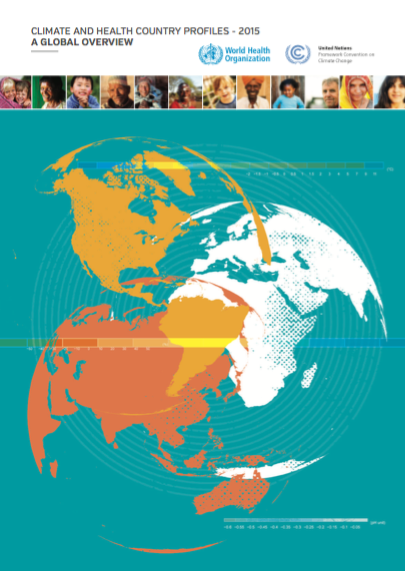 CLIMATE AND HEALTH COUNTRY PROFILES - 2015
A GLOBAL OVERVIEW
World Health
Organization
United Nations
Framework Convention on
Climate Change